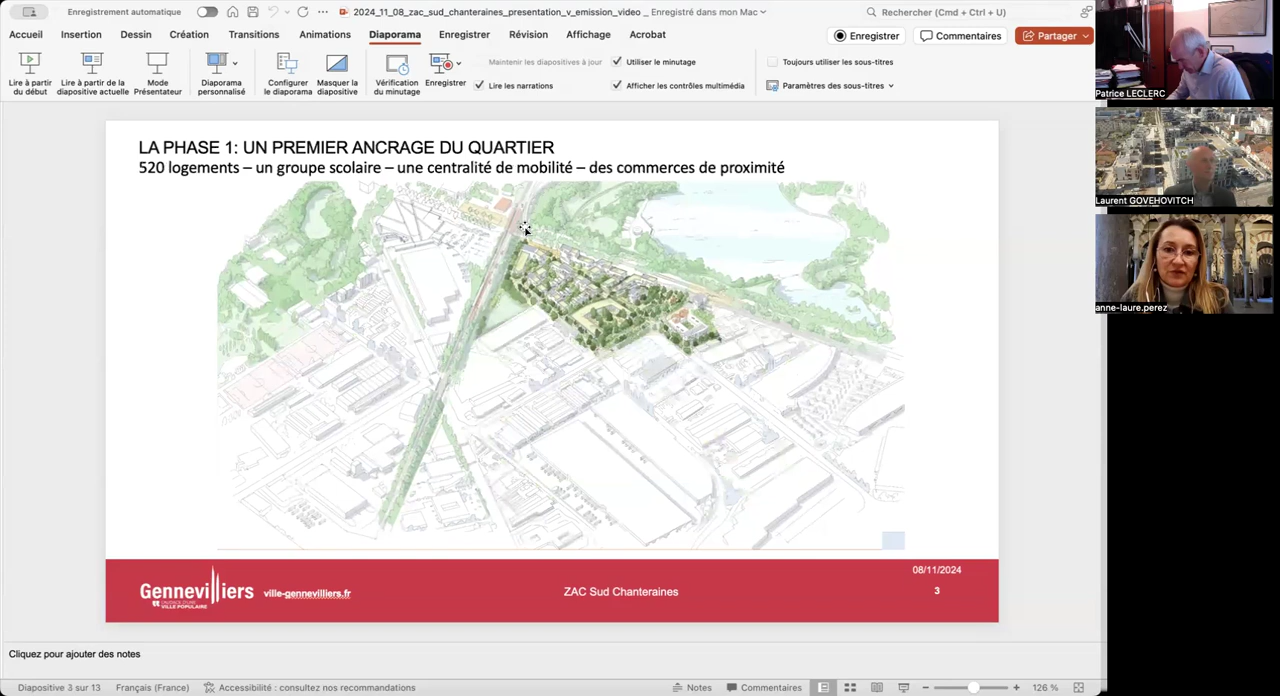 Enregistrement automatique
2024_11_08_zac_sud_chanteraines_presentation_v_emission_video _ Enregistré dans mon Mac
Rechercher (Cmd + Ctrl + U)
Accueil Insertion Dessin Création Transitions Animations Diaporama Enregistrer Révision Affichage Acrobat
Enregistrer Commentaires Partager
Lire à partir du début
Lire à partir de la diapositive actuelle
Mode Présentateur
Diaporama personnalisé
Configurer le diaporama
Masquer la diapositive
Vérification du minutage
Enregistrer
Maintenir les diapositives à jour
Lire les narrations
Utiliser le minutage
Afficher les contrôles multimédia
Toujours utiliser les sous-titres
Paramètres des sous-titres
Patrice LECLERC
Laurent GOVEHOVITCH
anne-laure.perez
LA PHASE 1: UN PREMIER ANCRAGE DU QUARTIER
520 logements – un groupe scolaire – une centralité de mobilité – des commerces de proximité
Gennevilliers
VILLE POPULAIRE
ville-gennevilliers.fr
ZAC Sud Chanteraines
08/11/2024
3
Cliquez pour ajouter des notes
Diapositive 3 sur 13 Français (France) Accessibilité : consultez nos recommandations
Notes Commentaires 126 %